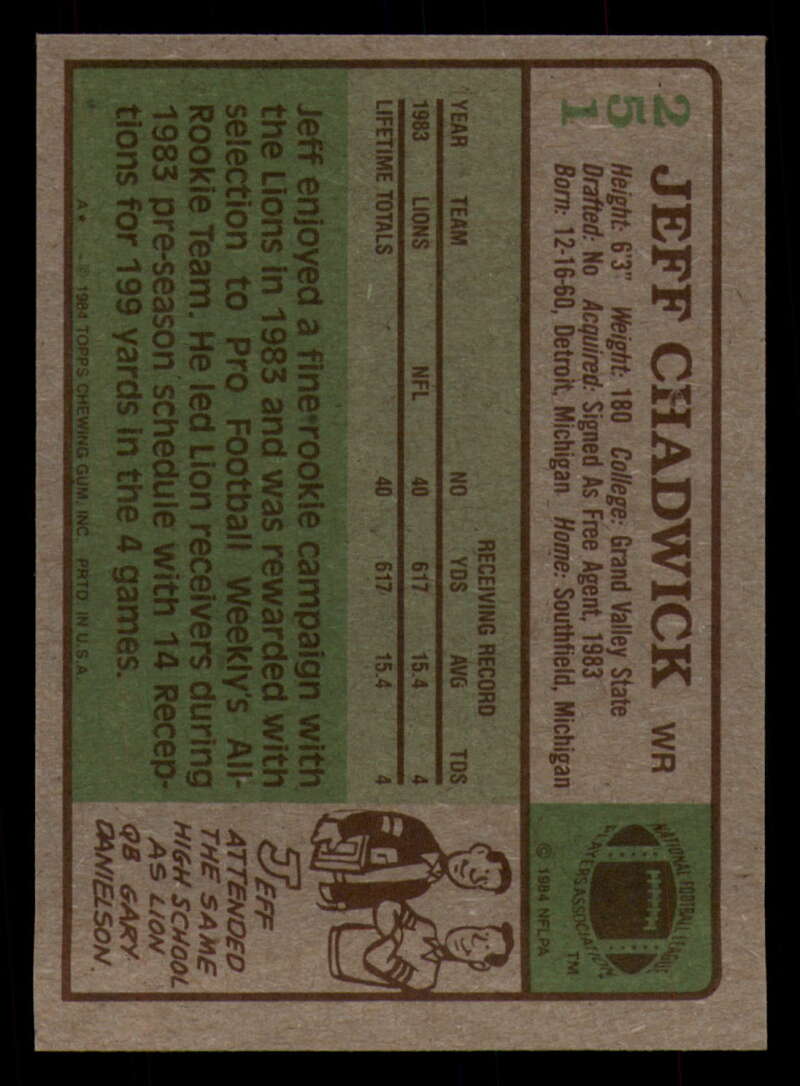 251
JEFF CHADWICK WR
Height: 6'3" Weight: 180 College: Grand Valley State
Drafted: No Acquired: Signed As Free Agent, 1983
Born: 12-16-60, Detroit, Michigan Home: Southfield, Michigan
NATIONAL FOOTBALL LEAGUE
PLAYERS ASSOCIATION
TM
© 1984 NFLPA
RECEIVING RECORD
YEAR TEAM NO YDS AVG TDS
1983 LIONS NFL 40 617 15.4 4
LIFETIME TOTALS 40 617 15.4 4
Jeff enjoyed a fine rookie campaign with
the Lions in 1983 and was rewarded with
selection to Pro Football Weekly's All-
Rookie Team. He led Lion receivers during
1983 pre-season schedule with 14 Recep-
tions for 199 yards in the 4 games.
JEFF
ATTENDED
THE SAME
HIGH SCHOOL
AS LION
QB GARY
DANIELSON.
A* © 1984 TOPPS CHEWING GUM, INC. PRTD. IN U.S.A.